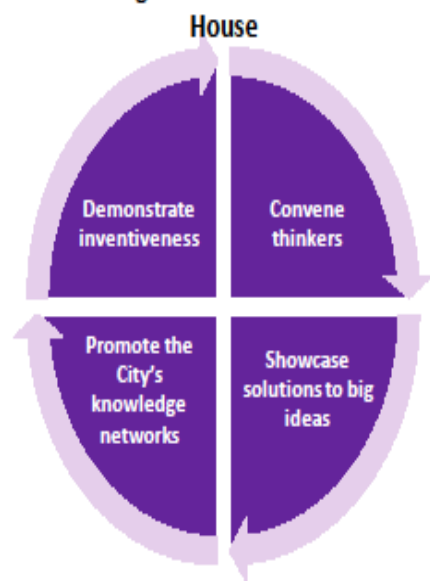 House
Demonstrate
inventiveness
Convene
thinkers
Promote the
City's
knowledge
networks
Showcase
solutions to big
ideas